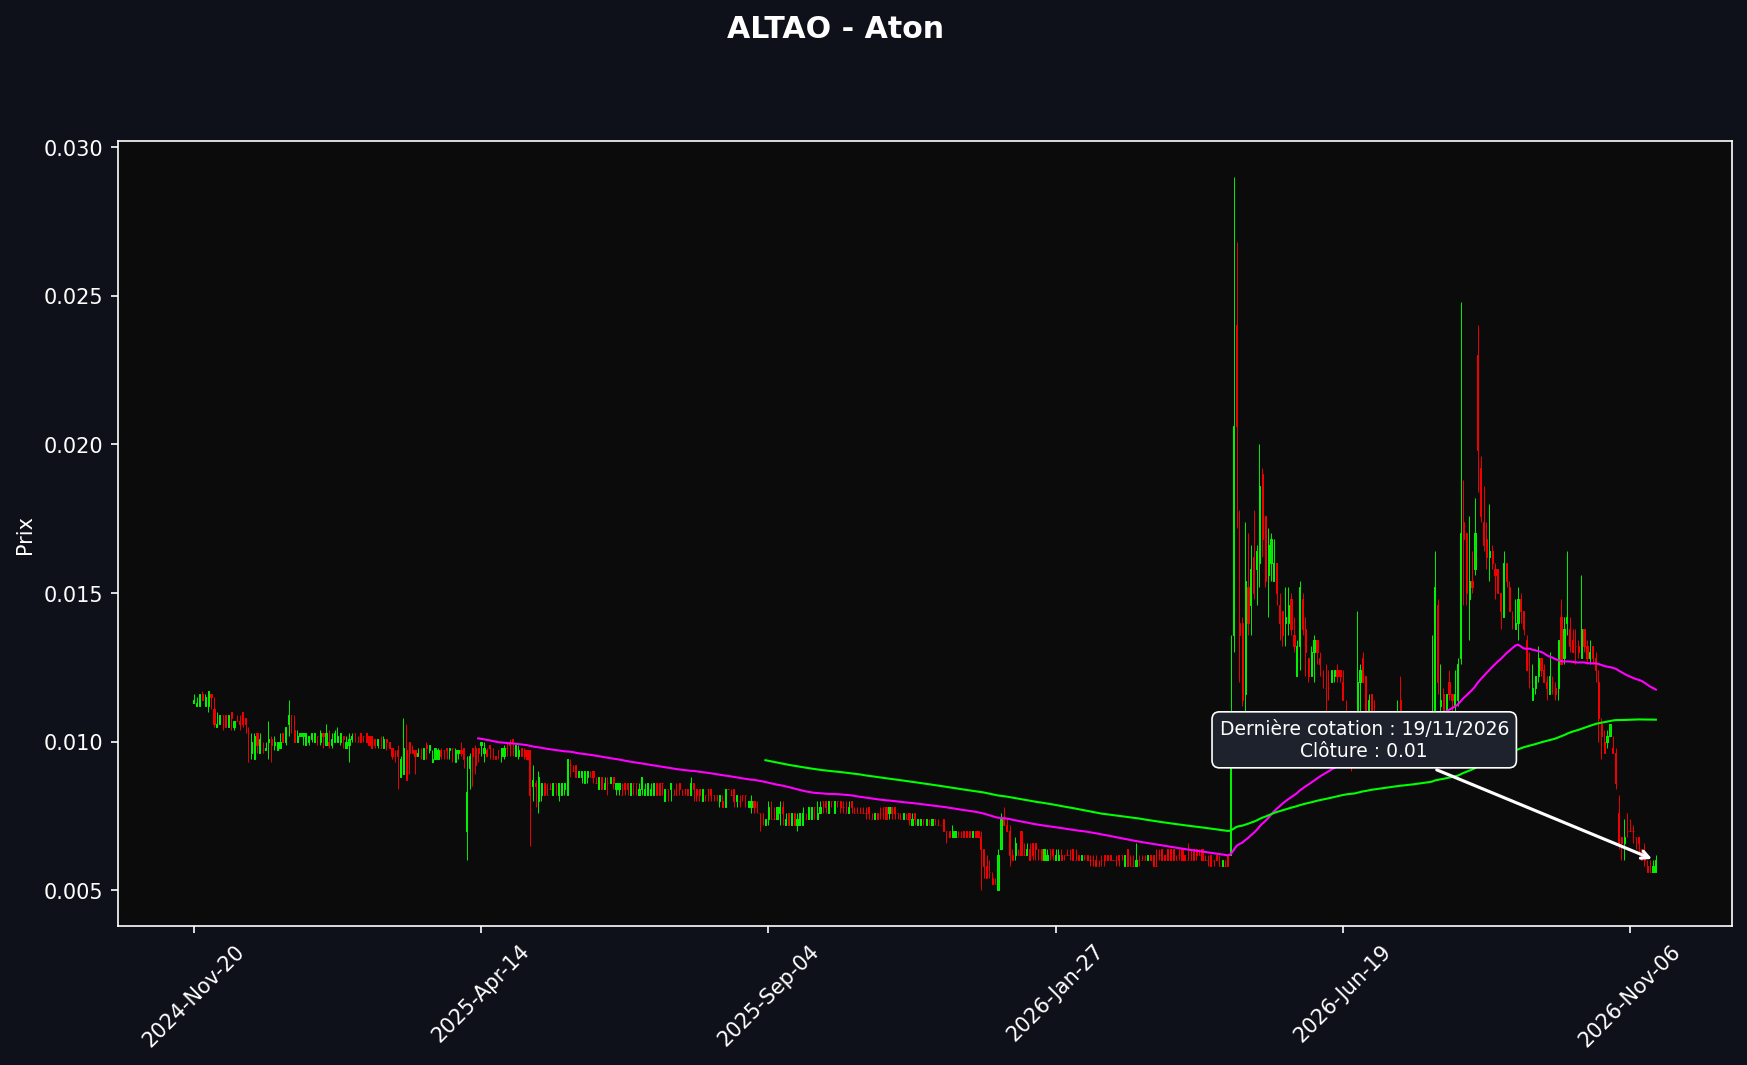 ALTAO - Aton
0.030
0.025
0.020
0.015
0.010
0.005
Prix
Dernière cotation : 19/11/2026
Clôture : 0.01
2024-Nov-20
2025-Apr-14
2025-Sep-04
2026-Jan-27
2026-Jun-19
2026-Nov-06